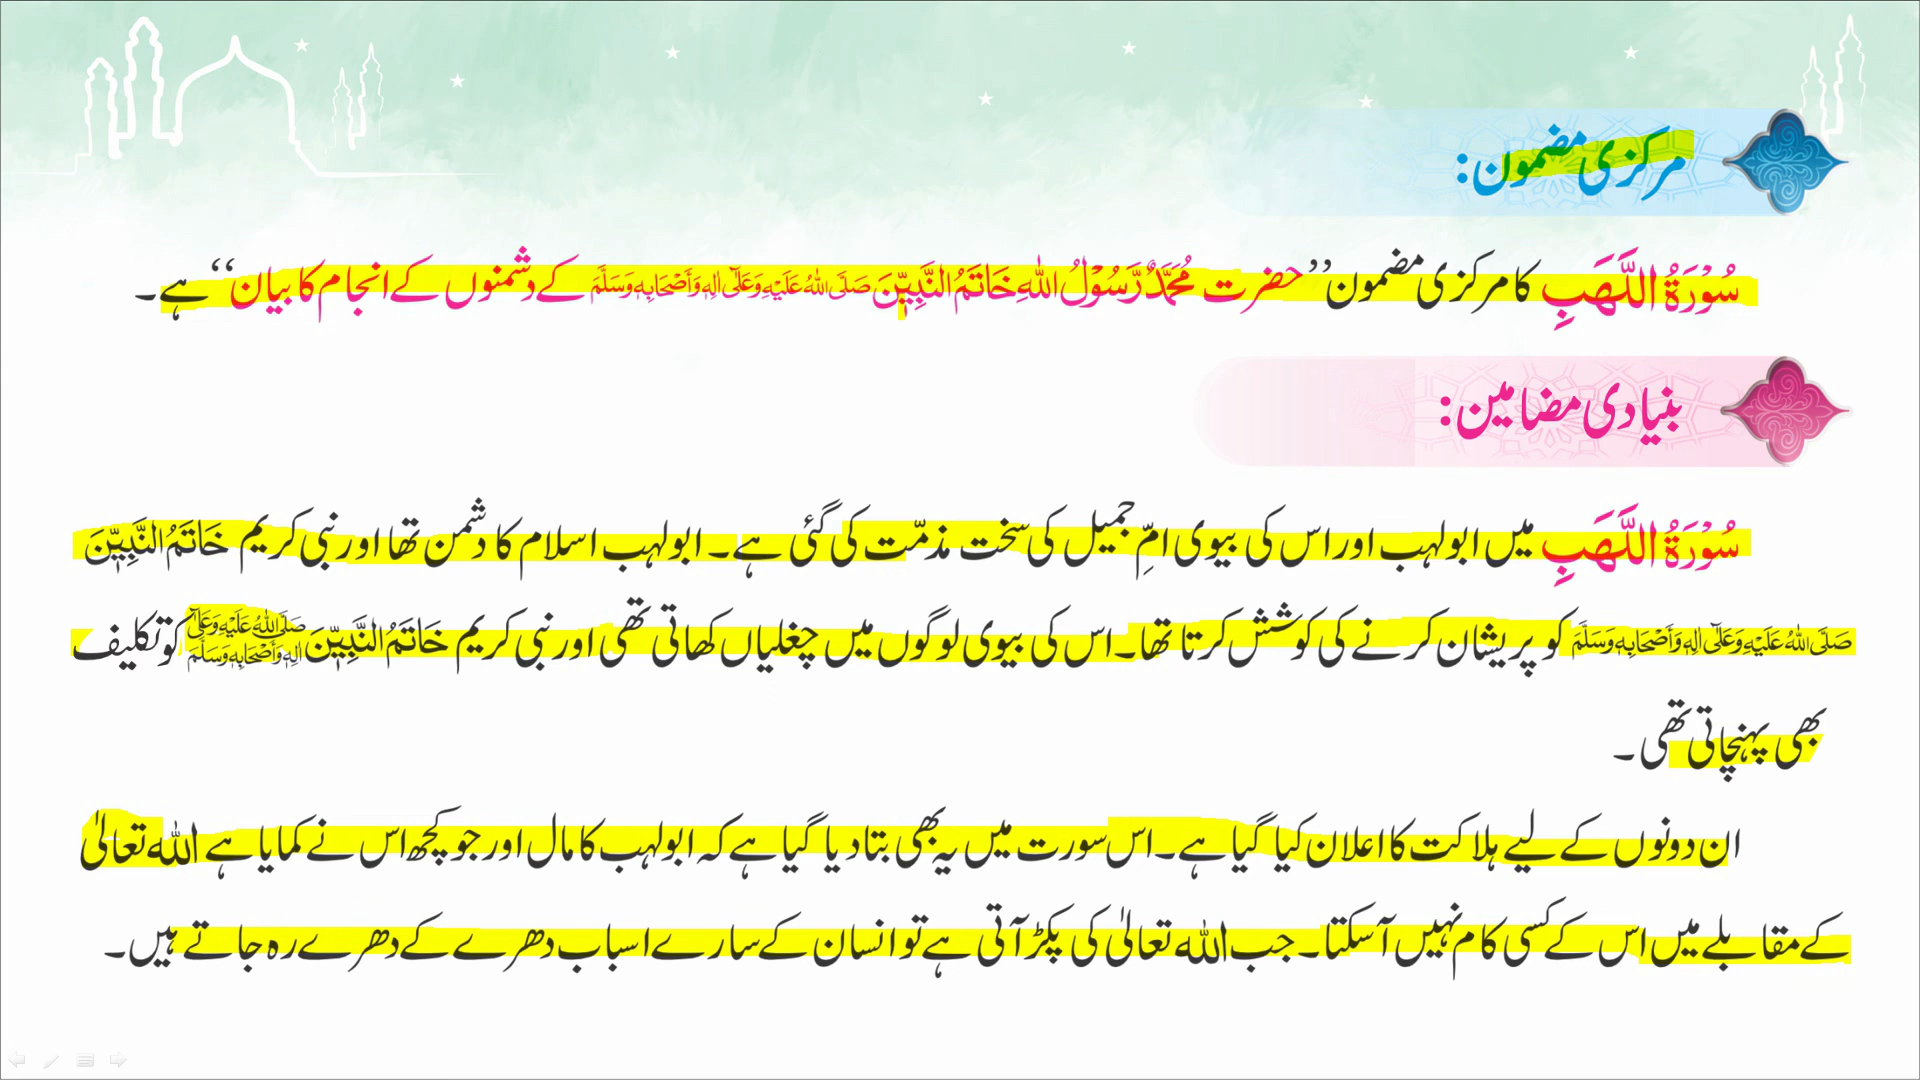 مرکزی مضمون:
سُوْرَۃُ اللَّهَبِ کا مرکزی مضمون ’’حضرت مُحَمَّدٌ رَّسُوْلُ اللّٰہِ خَاتَمُ النَّبِیّٖنَ صَلَّی اللّٰہُ عَلَیْہِ وَعَلٰٓی اٰلِہٖ وَاَصْحَابِہٖ وَسَلَّمَ کے دشمنوں کے انجام کا بیان‘‘ ہے۔
بنیادی مضامین:
سُوْرَۃُ اللَّهَبِ میں ابولہب اور اس کی بیوی امِّ جمیل کی سخت مذمّت کی گئی ہے۔ ابولہب اسلام کا دشمن تھا اور نبی کریم خَاتَمُ النَّبِیّٖنَ
صَلَّی اللّٰہُ عَلَیْہِ وَعَلٰٓی اٰلِہٖ وَاَصْحَابِہٖ وَسَلَّمَ کو پریشان کرنے کی کوشش کرتا تھا۔ اس کی بیوی لوگوں میں چغلیاں کھاتی تھی اور نبی کریم خَاتَمُ النَّبِیّٖنَ صَلَّی اللّٰہُ عَلَیْہِ وَعَلٰٓی اٰلِہٖ وَاَصْحَابِہٖ وَسَلَّمَ کو تکلیف
بھی پہنچاتی تھی۔
ان دونوں کے لیے ہلاکت کا اعلان کیا گیا ہے۔ اس سورت میں یہ بھی بتا دیا گیا ہے کہ ابولہب کا مال اور جو کچھ اس نے کمایا ہے اللہ تعالیٰ
کے مقابلے میں اس کے کسی کام نہیں آ سکتا۔ جب اللہ تعالیٰ کی پکڑ آتی ہے تو انسان کے سارے اسباب دھرے کے دھرے رہ جاتے ہیں۔